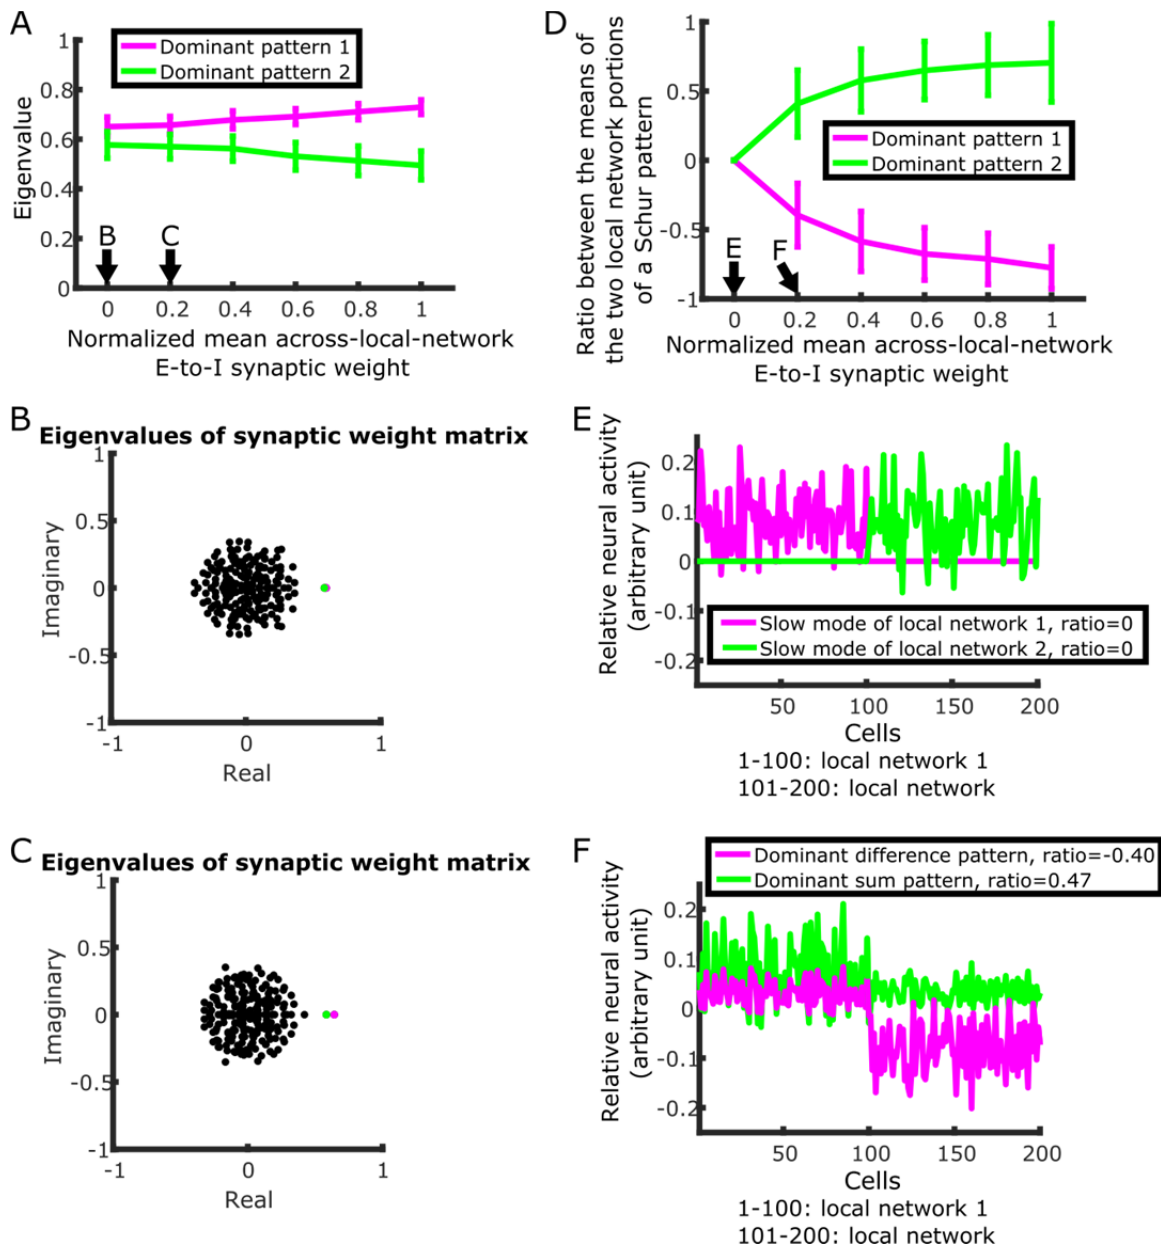 A
1
0.8
0.6
0.4
0.2
0
Eigenvalue
Dominant pattern 1
Dominant pattern 2
B
C
0
0.2
0.4
0.6
0.8
1
Normalized mean across-local-network
E-to-I synaptic weight
D
Ratio between the means of
the two local network portions
of a Schur pattern
1
0.5
0
-0.5
-1
Dominant pattern 1
Dominant pattern 2
E
F
0
0.2
0.4
0.6
0.8
1
Normalized mean across-local-network
E-to-I synaptic weight
B
Eigenvalues of synaptic weight matrix
1
0.5
0
-0.5
-1
Imaginary
-1
0
1
Real
E
Relative neural activity
(arbitrary unit)
0.2
0.1
0
-0.1
-0.2
Slow mode of local network 1, ratio=0
Slow mode of local network 2, ratio=0
50
100
150
200
Cells
1-100: local network 1
101-200: local network
C
Eigenvalues of synaptic weight matrix
1
0.5
0
-0.5
-1
Imaginary
-1
0
1
Real
F
Dominant difference pattern, ratio=-0.40
Dominant sum pattern, ratio=0.47
Relative neural activity
(arbitrary unit)
0.2
0.1
0
-0.1
-0.2
50
100
150
200
Cells
1-100: local network 1
101-200: local network